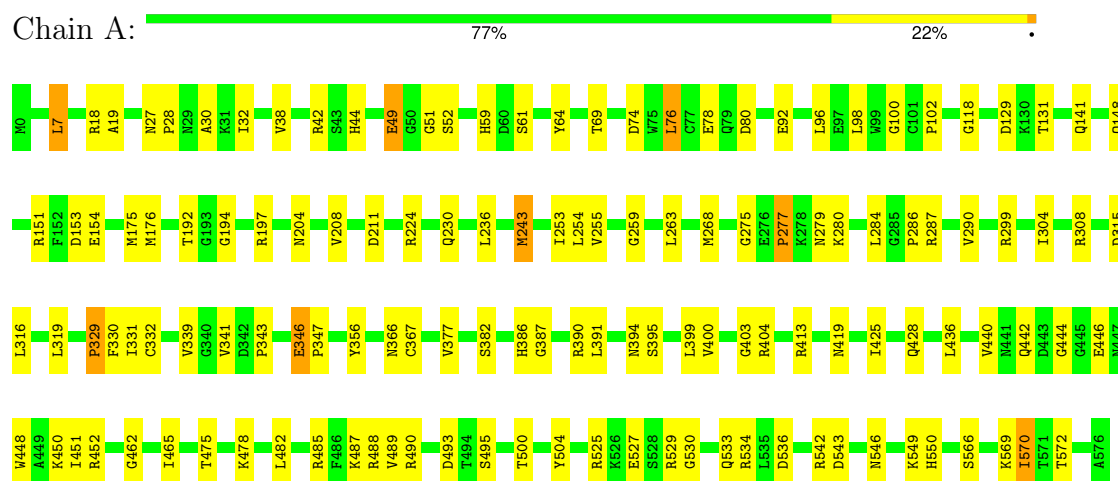 Chain A:
77% 22% •
M0 L7 R18 A19 N27 P28 N29 A30 K31 I32 V38 R42 S43 H44 E49 G50 G51 S52 H59 D60 S61 Y64 T69 D74 W75 L76 C77 E78 Q79 D80 E92 L96 E97 L98 W99 G100 C101 P102 G118 D129 K130 T131 Q141
R151 F152 D153 E154 M175 M176 T192 G193 G194 R197 N204 V208 D211 R224 Q230 L236 M243 I253 L254 V255 G259 L263 M268 G275 E276 P277 K278 N279 K280 L284 G285 P286 R287 V290 R299 I304 R308 D315
L316 L319 P329 F330 I331 C332 V339 G340 V341 D342 P343 E346 P347 Y356 N366 C367 V377 S382 H386 G387 R390 L391 N394 S395 L399 V400 G403 R404 R413 N419 I425 Q428 L436 V440 N441 Q442 D443 G444 G445 E446 N447
W448 A449 K450 I451 R452 G462 I465 T475 K478 L482 R485 F486 K487 R488 V489 R490 D493 T494 S495 T500 Y504 R525 K526 E527 S528 R529 G530 Q533 R534 L535 D536 R542 D543 N546 K549 H550 S566 K569 I570 T571 T572 A576